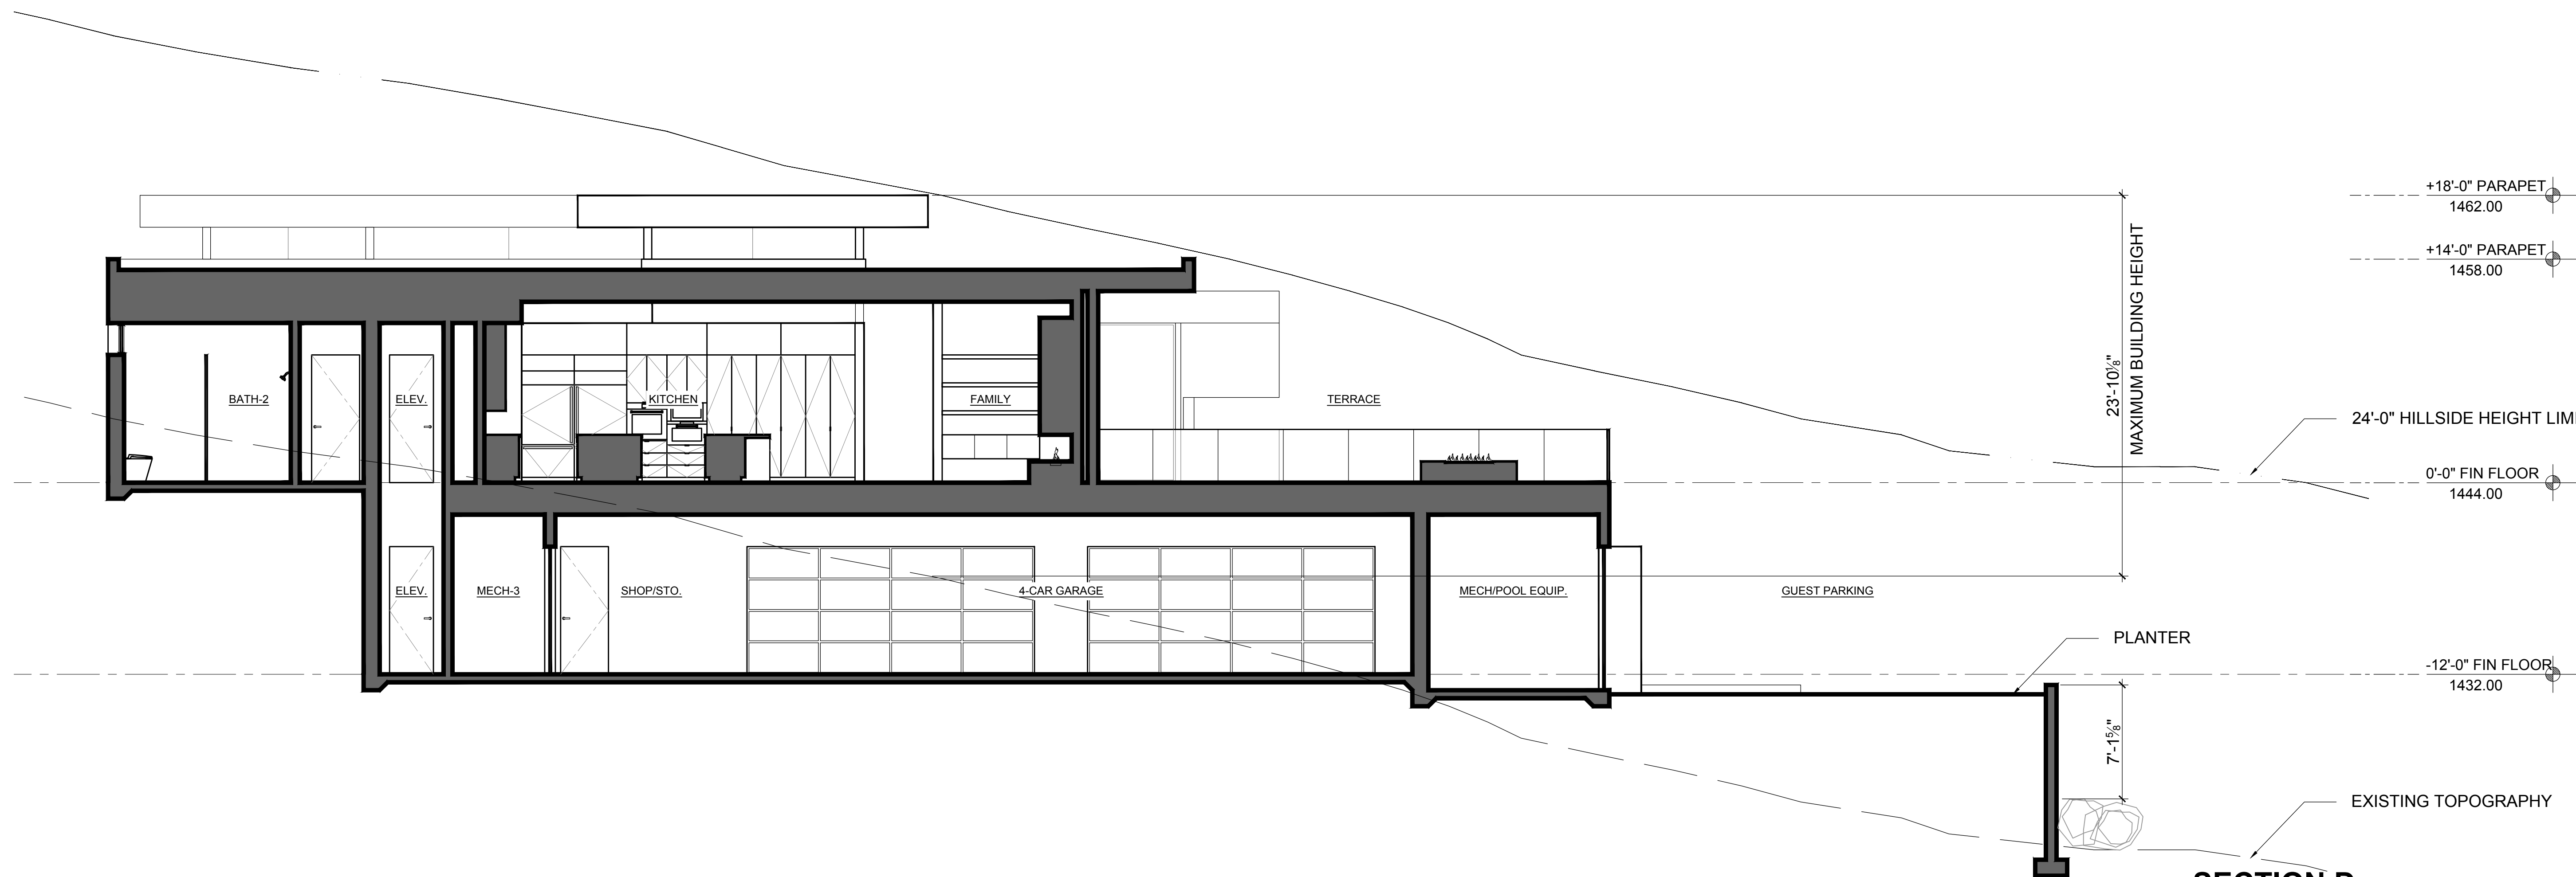 +18'-0" PARAPET
1462.00
+14'-0" PARAPET
1458.00
MAXIMUM BUILDING HEIGHT
23'-10⅛"
BATH-2
ELEV.
KITCHEN
FAMILY
TERRACE
24'-0" HILLSIDE HEIGHT LIM
0'-0" FIN FLOOR
1444.00
ELEV.
MECH-3
SHOP/STO.
4-CAR GARAGE
MECH/POOL EQUIP.
GUEST PARKING
PLANTER
-12'-0" FIN FLOOR
1432.00
7'-1⅝"
EXISTING TOPOGRAPHY
SECTION